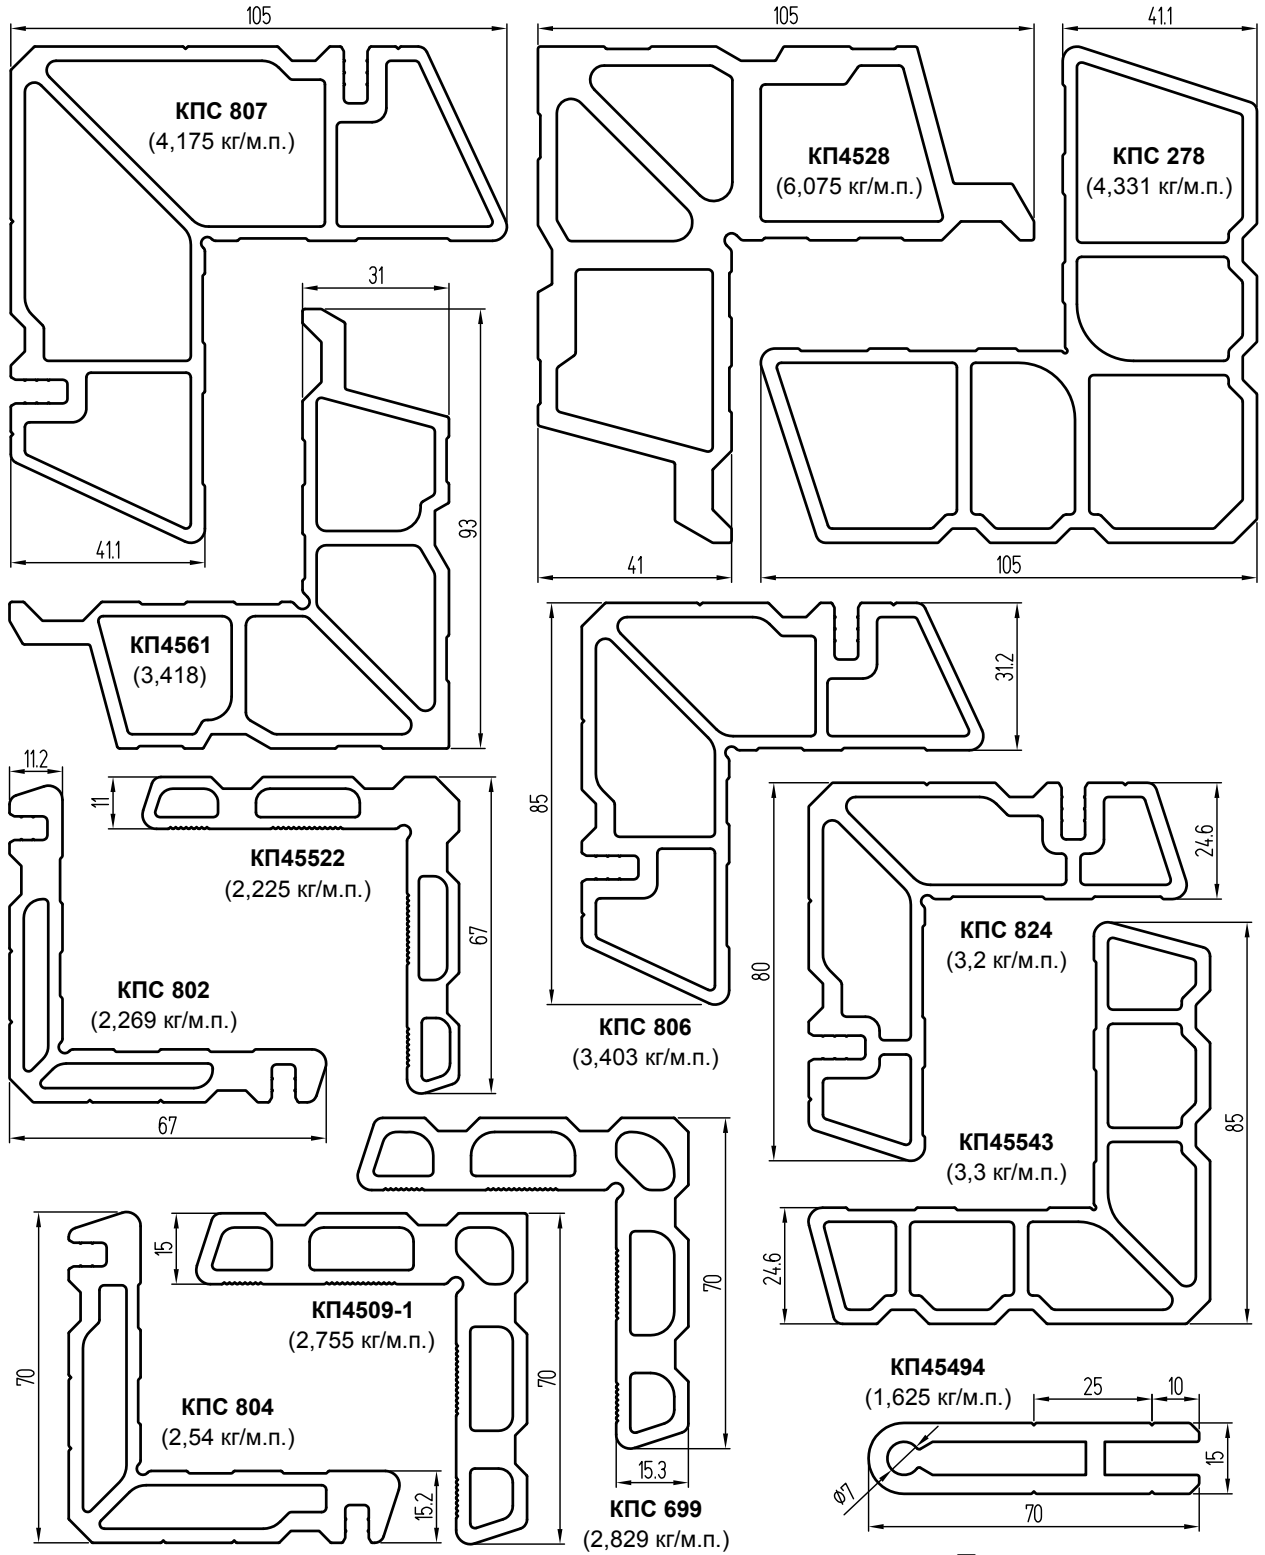 105
105
41.1
КПС 807
(4,175 кг/м.п.)
КП4528
(6,075 кг/м.п.)
КПС 278
(4,331 кг/м.п.)
31
93
41.1
41
105
КП4561
(3,418)
31.2
85
11.2
11
КП45522
(2,225 кг/м.п.)
67
КПС 802
(2,269 кг/м.п.)
67
КПС 806
(3,403 кг/м.п.)
24.6
80
КПС 824
(3,2 кг/м.п.)
КП45543
(3,3 кг/м.п.)
85
24.6
70
15
КП4509-1
(2,755 кг/м.п.)
70
70
КПС 804
(2,54 кг/м.п.)
15.2
15.3
КПС 699
(2,829 кг/м.п.)
КП45494
(1,625 кг/м.п.)
25
10
15
Ø7
70